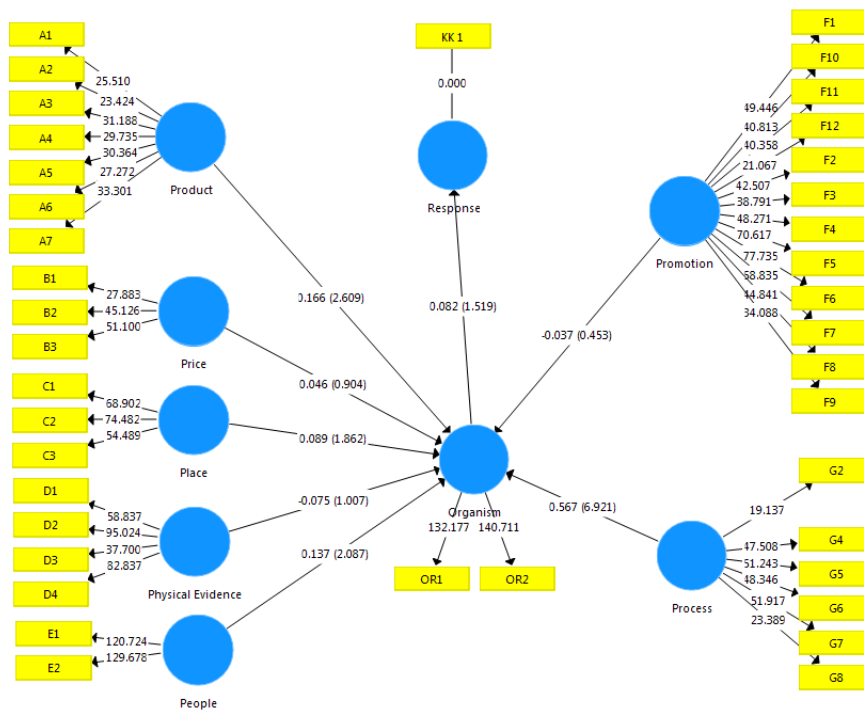 A1
A2
A3
A4
A5
A6
A7
25.510
23.424
31.188
29.735
30.364
27.272
33.301
Product
KK 1
0.000
Response
F1
F10
F11
F12
F2
F3
F4
F5
F6
F7
F8
F9
49.446
40.813
40.358
21.067
42.507
38.791
48.271
70.617
77.735
58.835
44.841
34.088
Promotion
B1
B2
B3
27.883
45.126
51.100
Price
0.166 (2.609)
0.082 (1.519)
-0.037 (0.453)
0.046 (0.904)
C1
C2
C3
68.902
74.482
54.489
Place
0.089 (1.862)
D1
D2
D3
D4
58.837
95.024
37.700
82.837
Physical Evidence
-0.075 (1.007)
0.137 (2.087)
Organism
132.177
140.711
OR1
OR2
0.567 (6.921)
G2
G4
G5
G6
G7
G8
19.137
47.508
51.243
48.346
51.917
23.389
Process
E1
E2
120.724
129.678
People